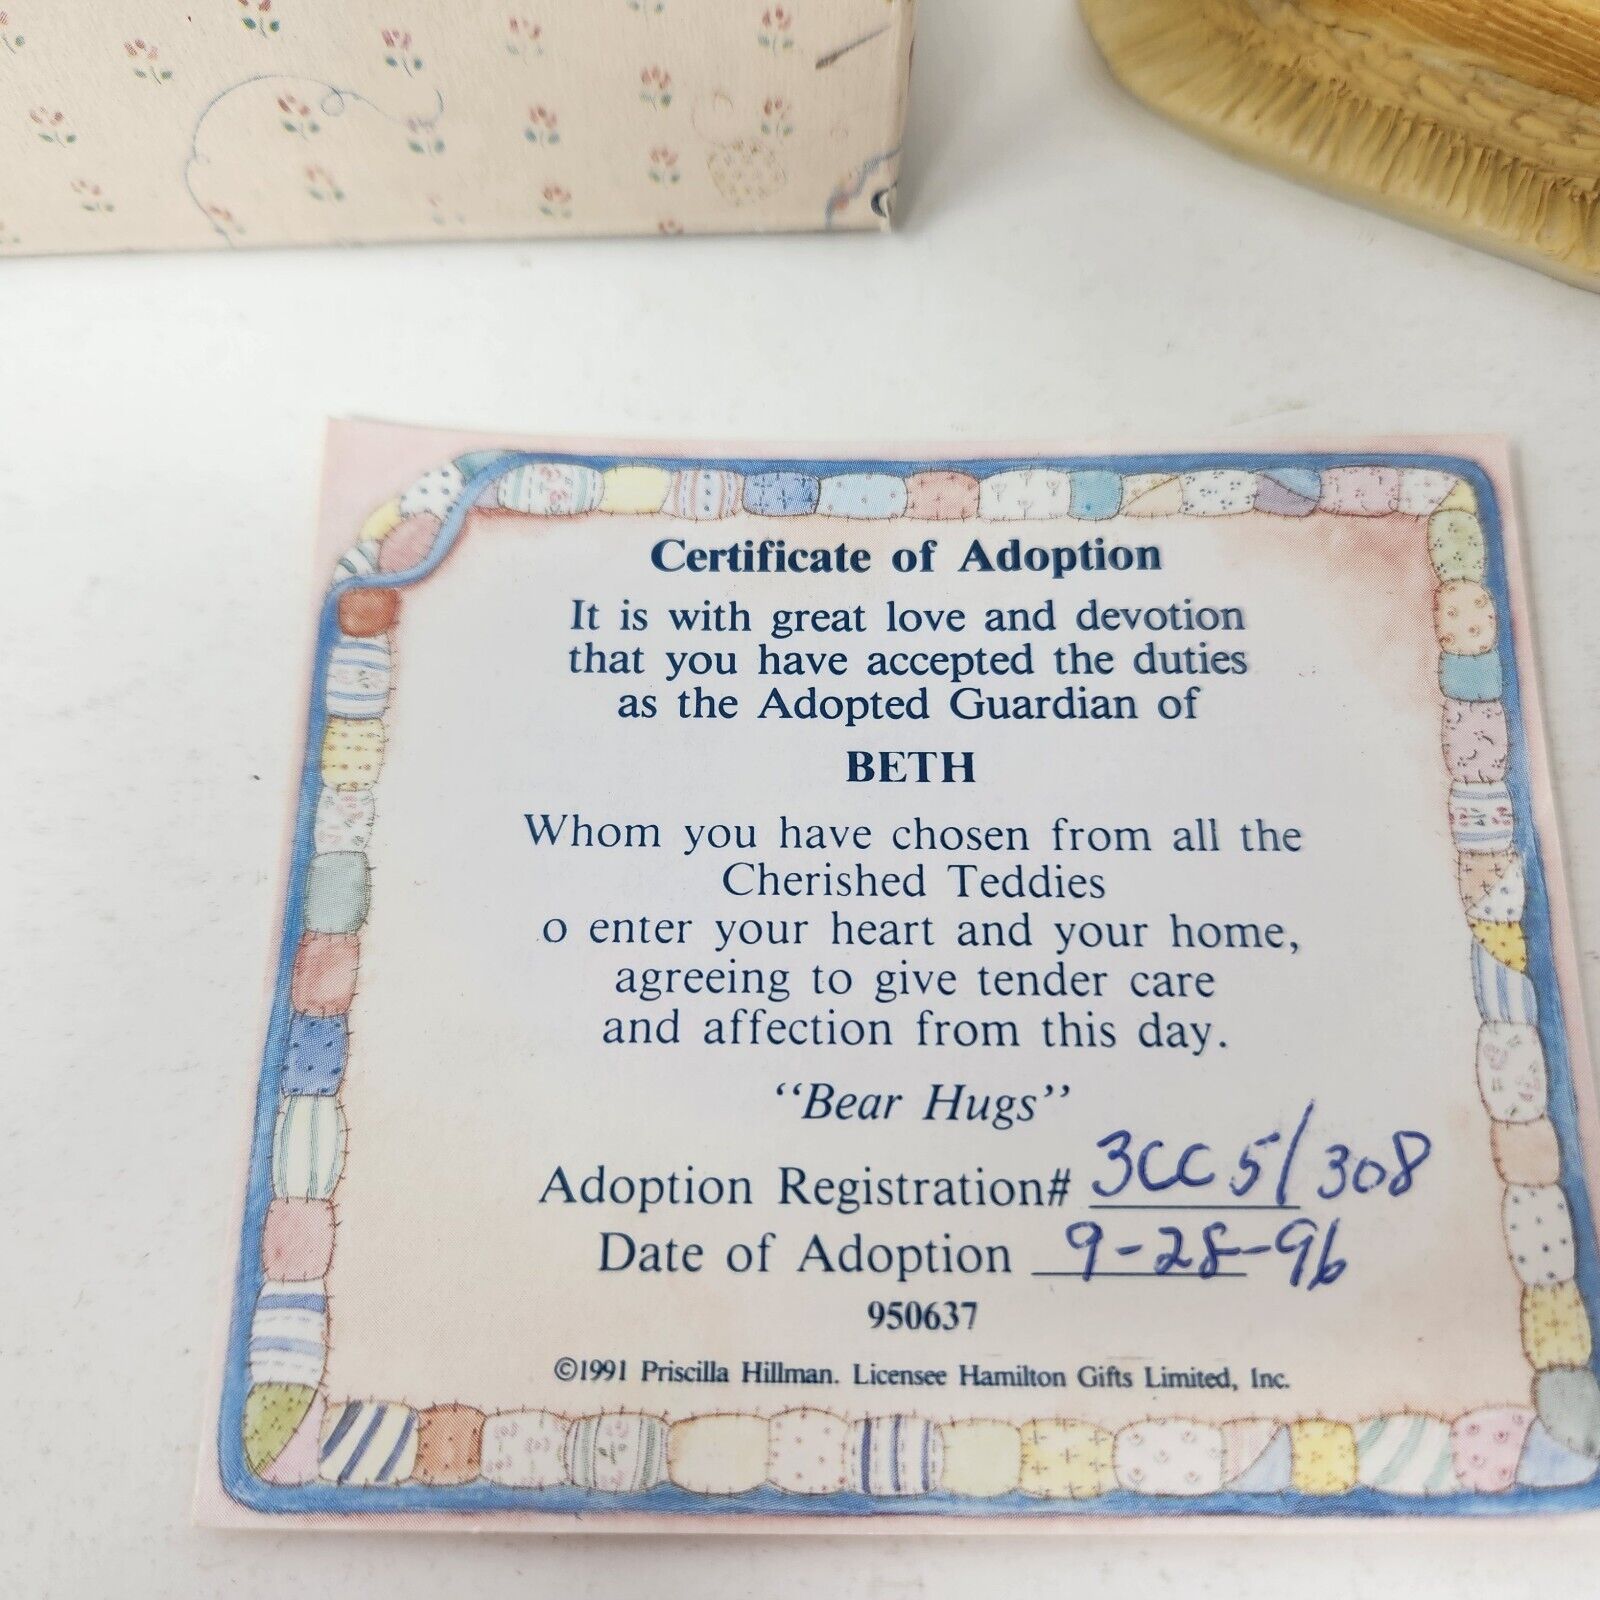 Certificate of Adoption
It is with great love and devotion
that you have accepted the duties
as the Adopted Guardian of
BETH
Whom you have chosen from all the
Cherished Teddies
o enter your heart and your home,
agreeing to give tender care
and affection from this day.
“Bear Hugs”
Adoption Registration# 3CC5/308
Date of Adoption 9-28-96
950637
©1991 Priscilla Hillman. Licensee Hamilton Gifts Limited, Inc.